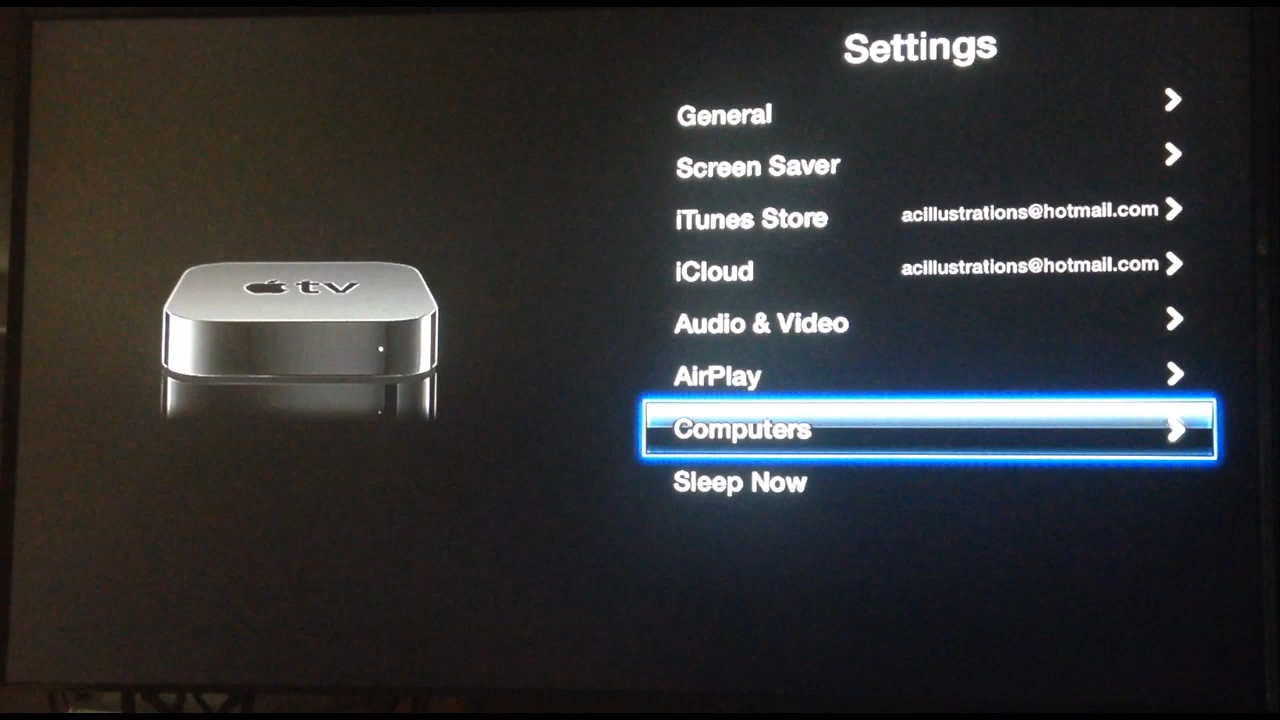 Settings
General
Screen Saver
iTunes Store acillustrations@hotmail.com
iCloud acillustrations@hotmail.com
Audio & Video
AirPlay
Computers
Sleep Now
tv